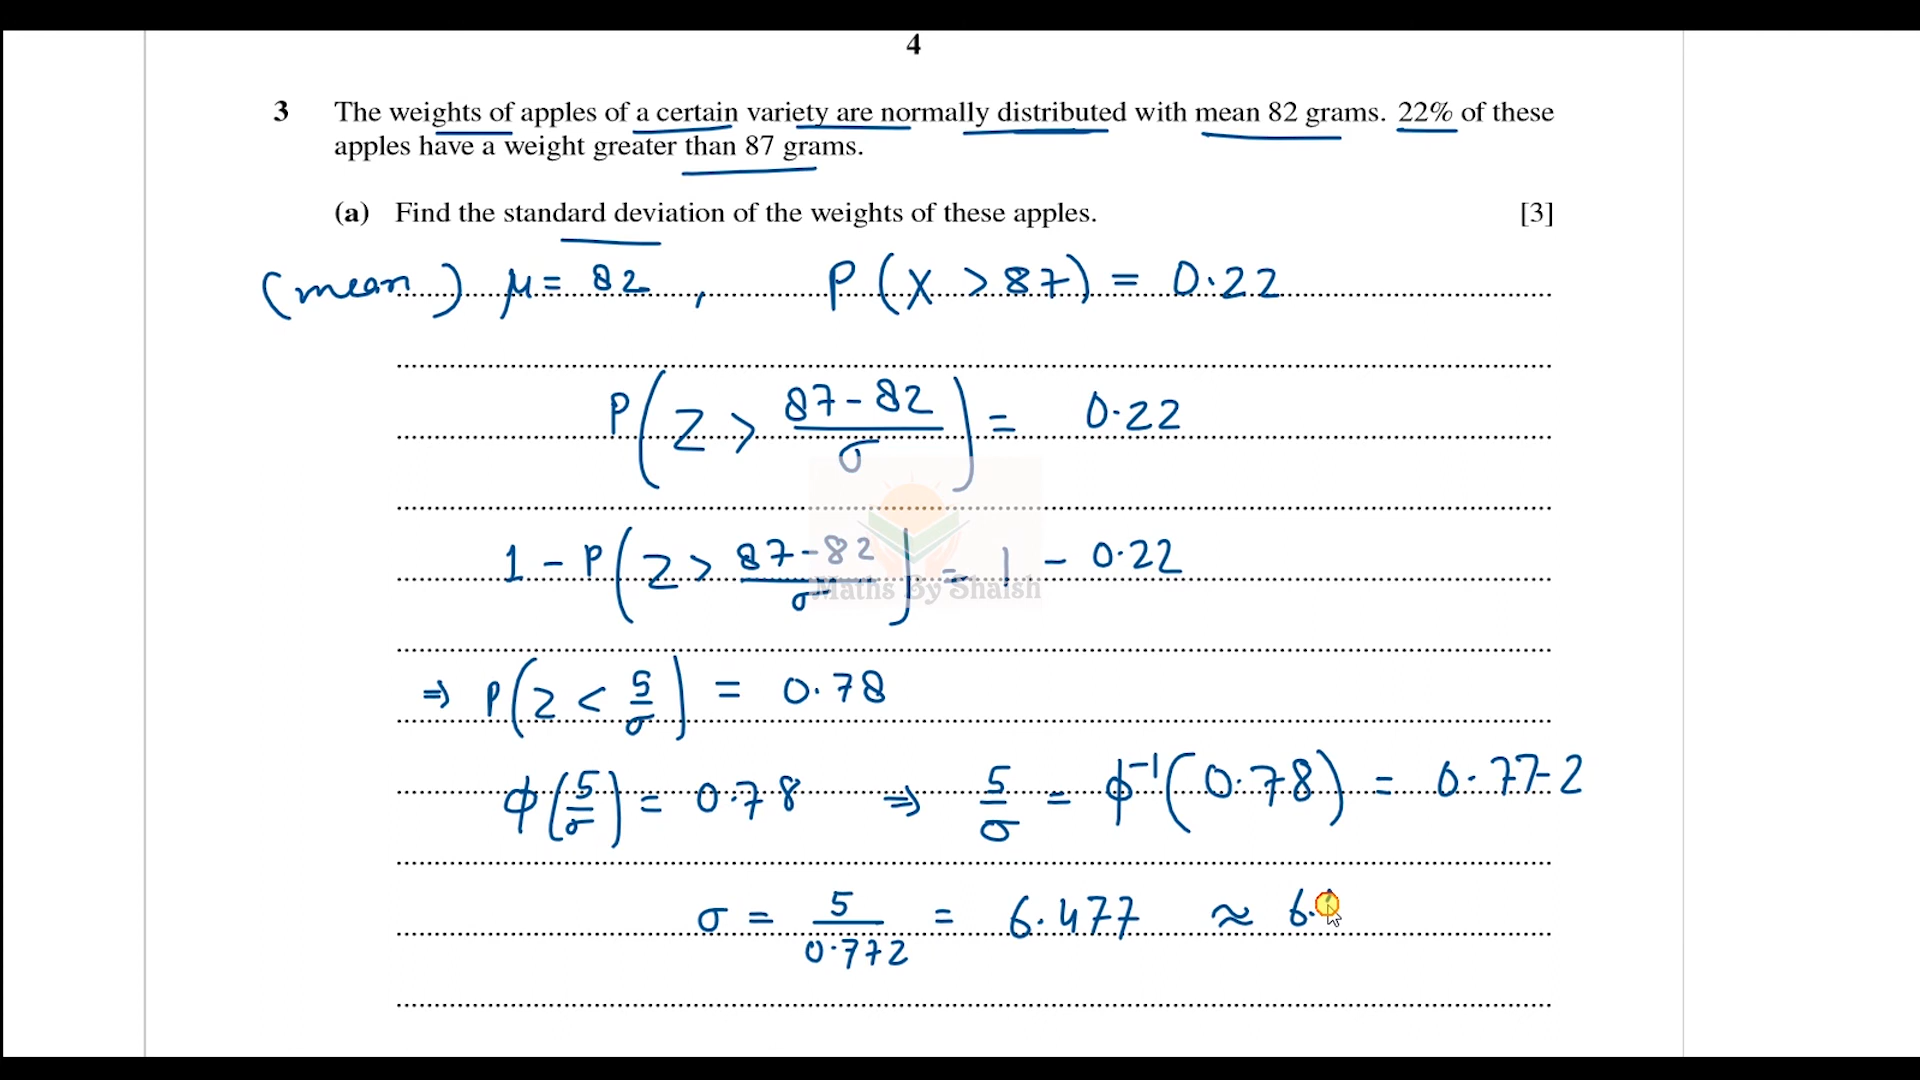 4
3 The weights of apples of a certain variety are normally distributed with mean 82 grams. 22% of these
apples have a weight greater than 87 grams.
(a) Find the standard deviation of the weights of these apples. [3]
(mean) μ = 82 , P(X > 87) = 0.22
P(Z > (87-82)/σ) = 0.22
1 - P(Z > (87-82)/σ) = 1 - 0.22
Maths By Shaish
⇒ P(Z < 5/σ) = 0.78
ϕ(5/σ) = 0.78 ⇒ 5/σ = ϕ⁻¹(0.78) = 0.772
σ = 5/0.772 = 6.477 ≈ 6.